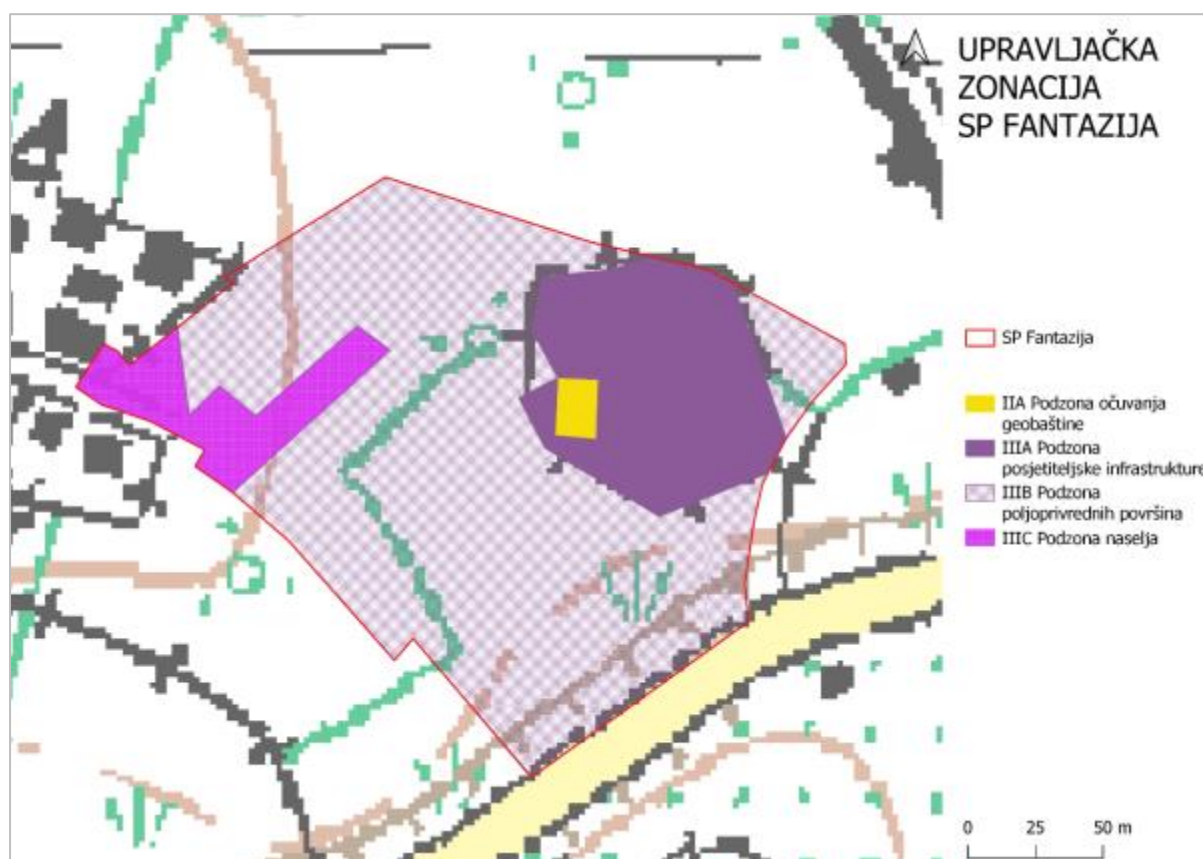 UPRAVLJAČKA
ZONACIJA
SP FANTAZIJA
SP Fantazija
IIA Podzona očuvanja
geobaštine
IIIA Podzona
posjetiteljske infrastrukture
IIIB Podzona
poljoprivrednih površina
IIIC Podzona naselja
0 25 50 m